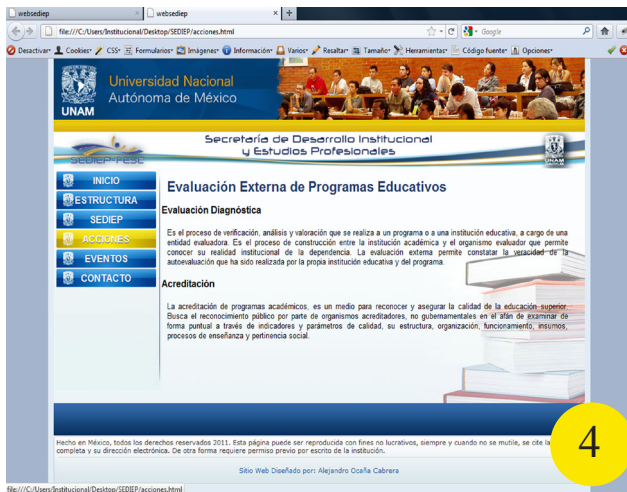 websediep
websediep
file:///C:/Users/Institucional/Desktop/SEDIEP/acciones.html
Google
Desactivar Cookies CSS Formularios Imágenes Información Varios Resaltar Tamaño Herramientas Código fuente Opciones
Universidad Nacional
Autónoma de México
UNAM
Secretaría de Desarrollo Institucional
y Estudios Profesionales
SEDIEP-FESC
UNAM
INICIO
ESTRUCTURA
SEDIEP
ACCIONES
EVENTOS
CONTACTO
Evaluación Externa de Programas Educativos
Evaluación Diagnóstica
Es el proceso de verificación, análisis y valoración que se realiza a un programa o a una institución educativa, a cargo de una
entidad evaluadora. Es el proceso de construcción entre la institución académica y el organismo evaluador que permite
conocer su realidad institucional de la dependencia. La evaluación externa permite constatar la veracidad de la
autoevaluación que ha sido realizada por la propia institución educativa y del programa.
Acreditación
La acreditación de programas académicos, es un medio para reconocer y asegurar la calidad de la educación superior.
Busca el reconocimiento público por parte de organismos acreditadores, no gubernamentales en el afán de examinar de
forma puntual a través de indicadores y parámetros de calidad, su estructura, organización, funcionamiento, insumos,
procesos de enseñanza y pertinencia social.
Hecho en México, todos los derechos reservados 2011. Esta página puede ser reproducida con fines no lucrativos, siempre y cuando no se mutile, se cite la
completa y su dirección electrónica. De otra forma requiere permiso previo por escrito de la institución.
4
Sitio Web Diseñado por: Alejandro Ocaña Cabrera
file:///C:/Users/Institucional/Desktop/SEDIEP/acciones.html